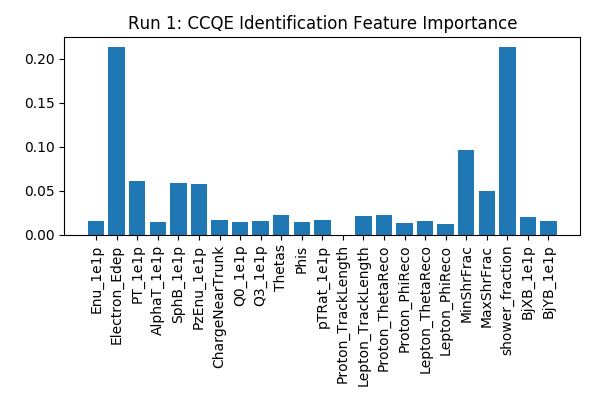 Run 1: CCQE Identification Feature Importance
0.20
0.15
0.10
0.05
0.00
Enu_1e1p
Electron_Edep
PT_1e1p
AlphaT_1e1p
SphB_1e1p
PzEnu_1e1p
ChargeNearTrunk
Q0_1e1p
Q3_1e1p
Thetas
Phis
pTRat_1e1p
Proton_TrackLength
Lepton_TrackLength
Proton_ThetaReco
Proton_PhiReco
Lepton_ThetaReco
Lepton_PhiReco
MinShrFrac
MaxShrFrac
shower_fraction
BjXB_1e1p
BjYB_1e1p